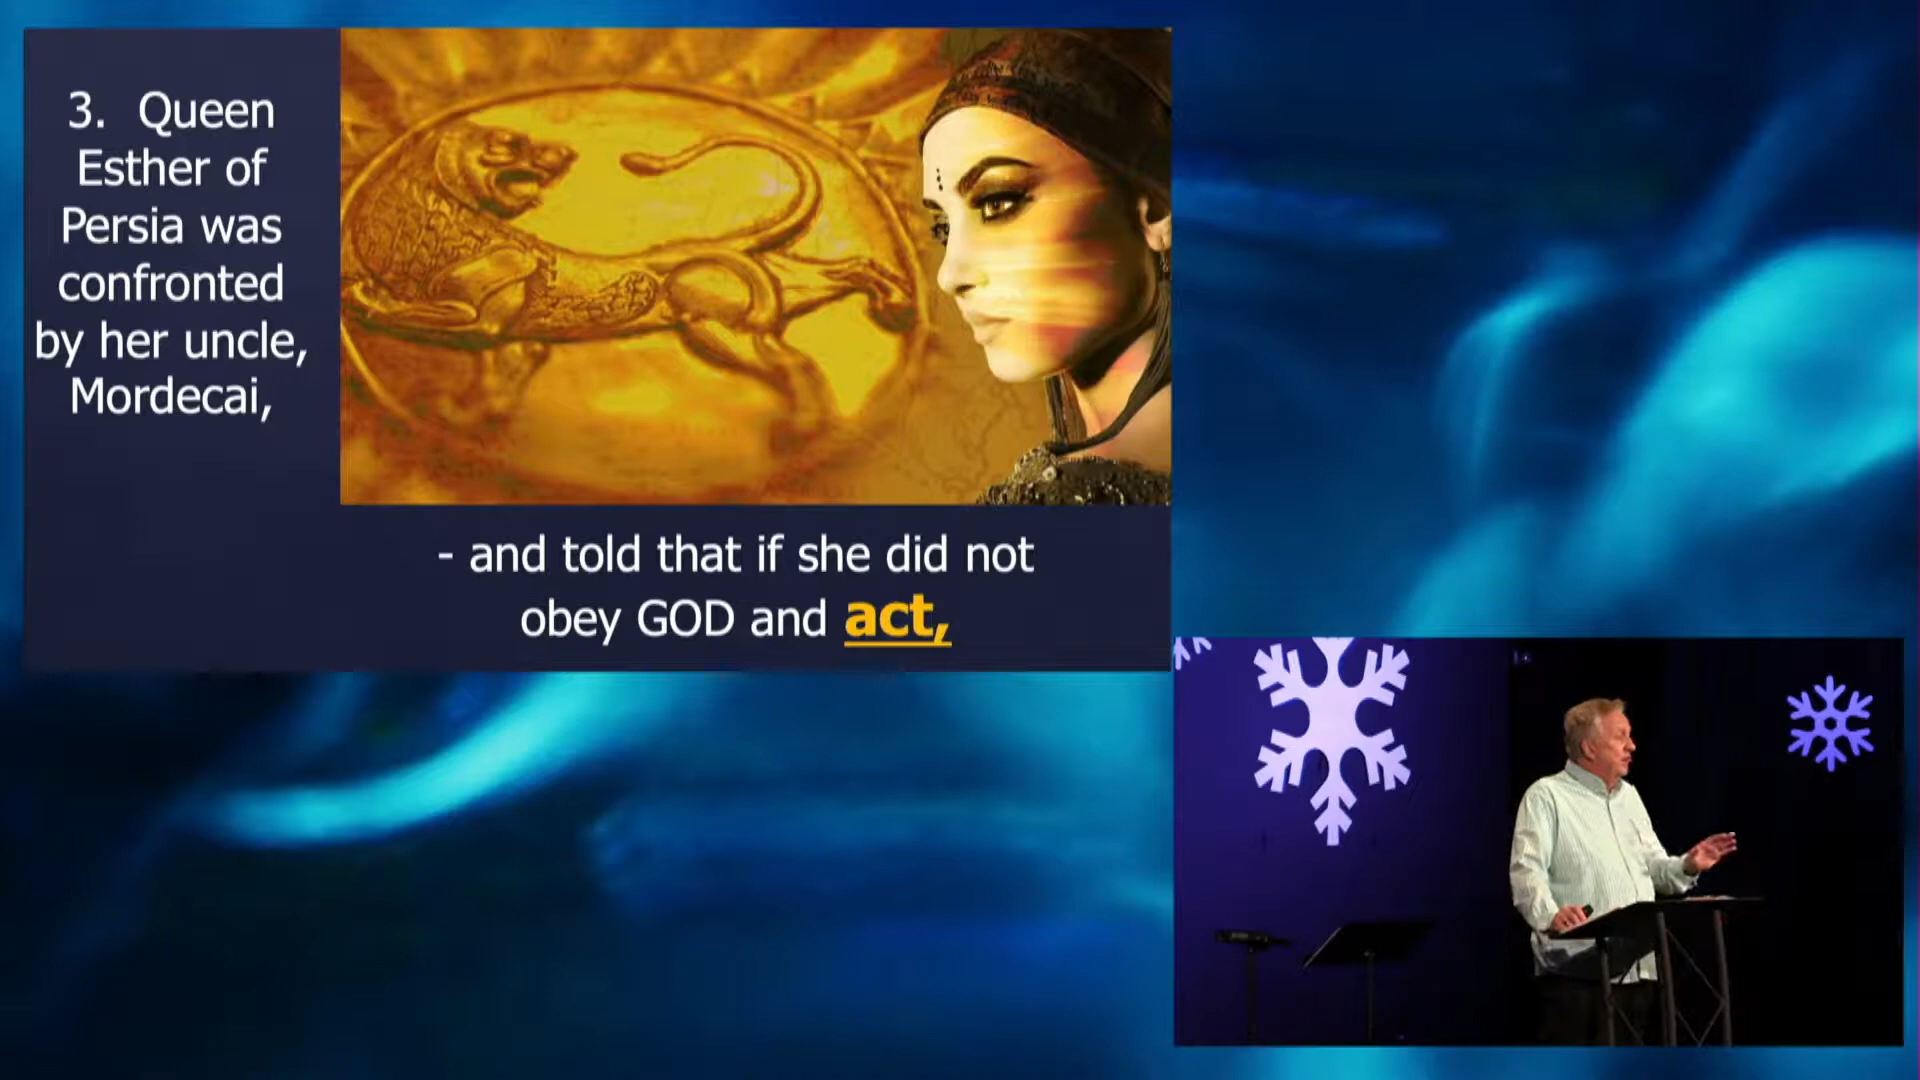 3. Queen
Esther of
Persia was
confronted
by her uncle,
Mordecai,
- and told that if she did not
obey GOD and act,